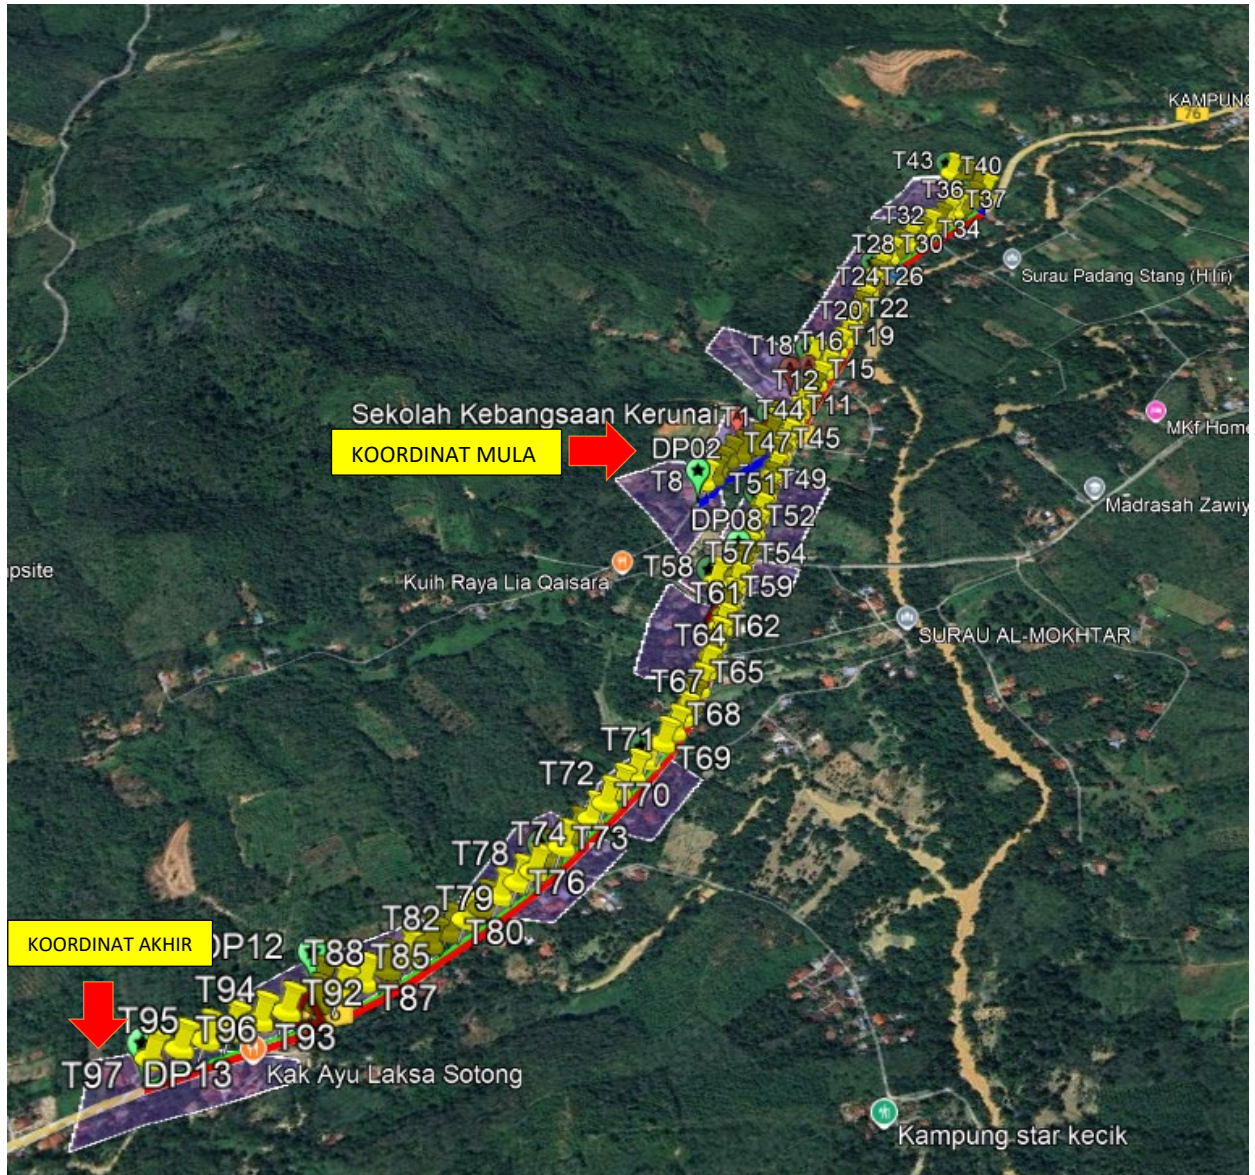 KAMPUNG
76
T43
T40
T36
T37
T32
T34
T28
T30
Surau Padang Stang (Hilir)
T24
T26
T20
T22
T18
T16
T19
T12
T15
Sekolah Kebangsaan Kerunai
T1
T44
T11
MKf Home
KOORDINAT MULA
DP02
T47
T45
T8
T51
T49
Madrasah Zawiy
DP08
T52
T57
T54
T58
psite
Kuih Raya Lia Qaisara
T61
T59
T64
T62
SURAU AL-MOKHTAR
T67
T65
T68
T71
T69
T72
T70
T74
T73
T78
T76
T79
T82
T80
KOORDINAT AKHIR
DP12
T88
T85
T94
T92
T87
T95
T96
T93
T97
DP13
Kak Ayu Laksa Sotong
Kampung star kecik